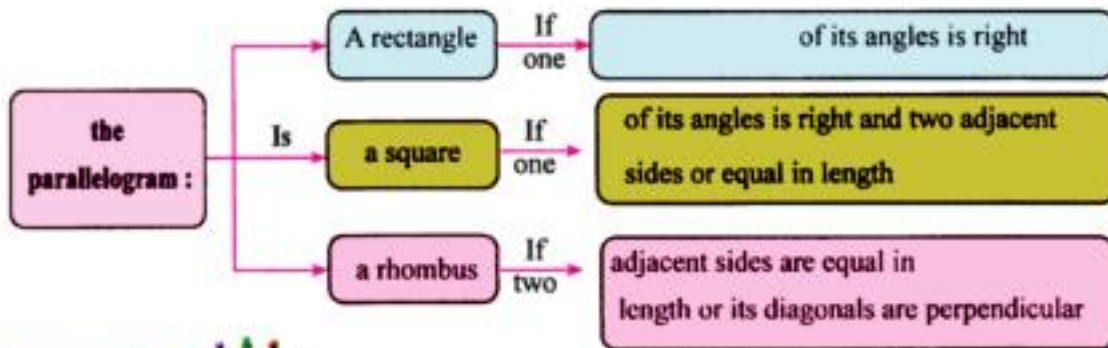 the
parallelogram :
Is
A rectangle
If
one
of its angles is right
a square
If
one
of its angles is right and two adjacent
sides or equal in length
a rhombus
If
two
adjacent sides are equal in
length or its diagonals are perpendicular